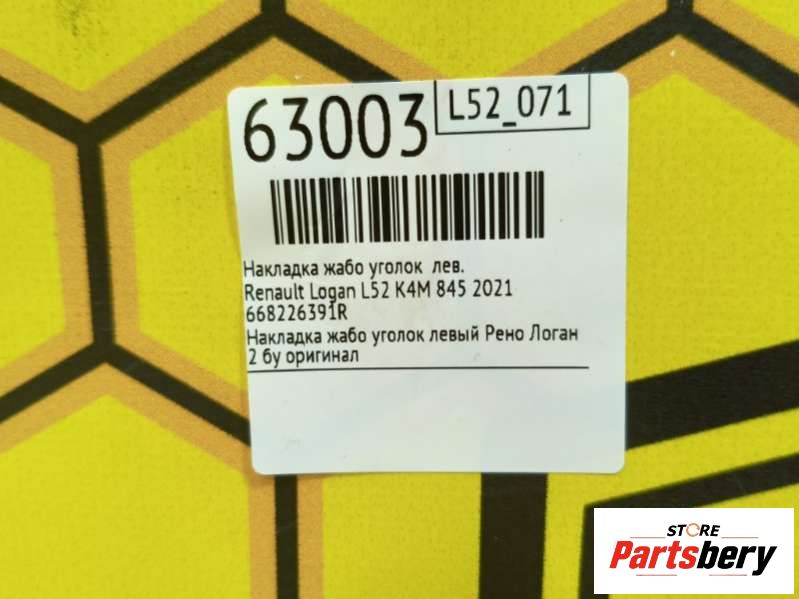 63003
L52_071
Накладка жабо уголок лев.
Renault Logan L52 K4M 845 2021
668226391R
Накладка жабо уголок левый Рено Логан
2 бу оригинал
STORE
Partsbery